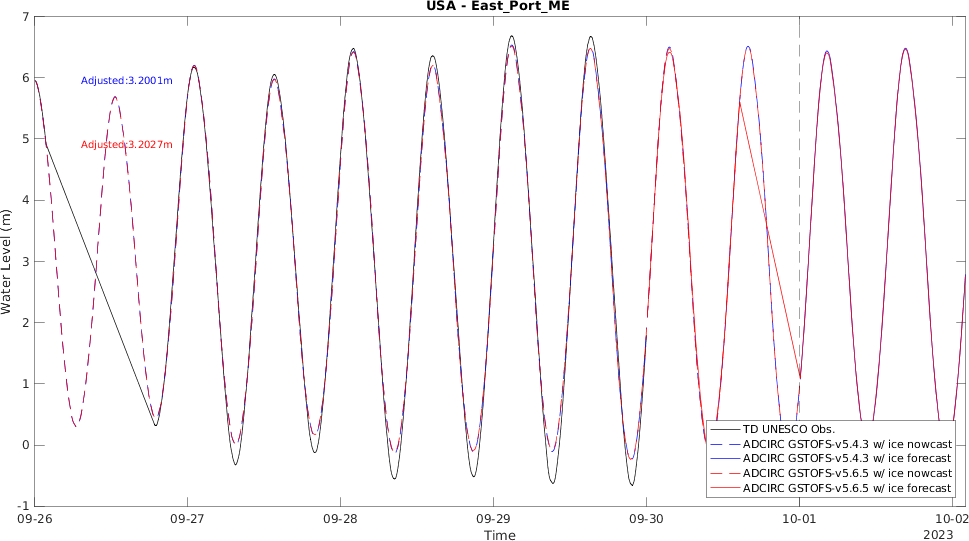 USA - East_Port_ME
7
6
5
4
3
2
1
0
-1
Water Level (m)
Adjusted:3.2001m
Adjusted:3.2027m
TD UNESCO Obs.
ADCIRC GSTOFS-v5.4.3 w/ ice nowcast
ADCIRC GSTOFS-v5.4.3 w/ ice forecast
ADCIRC GSTOFS-v5.6.5 w/ ice nowcast
ADCIRC GSTOFS-v5.6.5 w/ ice forecast
09-26 09-27 09-28 09-29 09-30 10-01 10-02
Time
2023